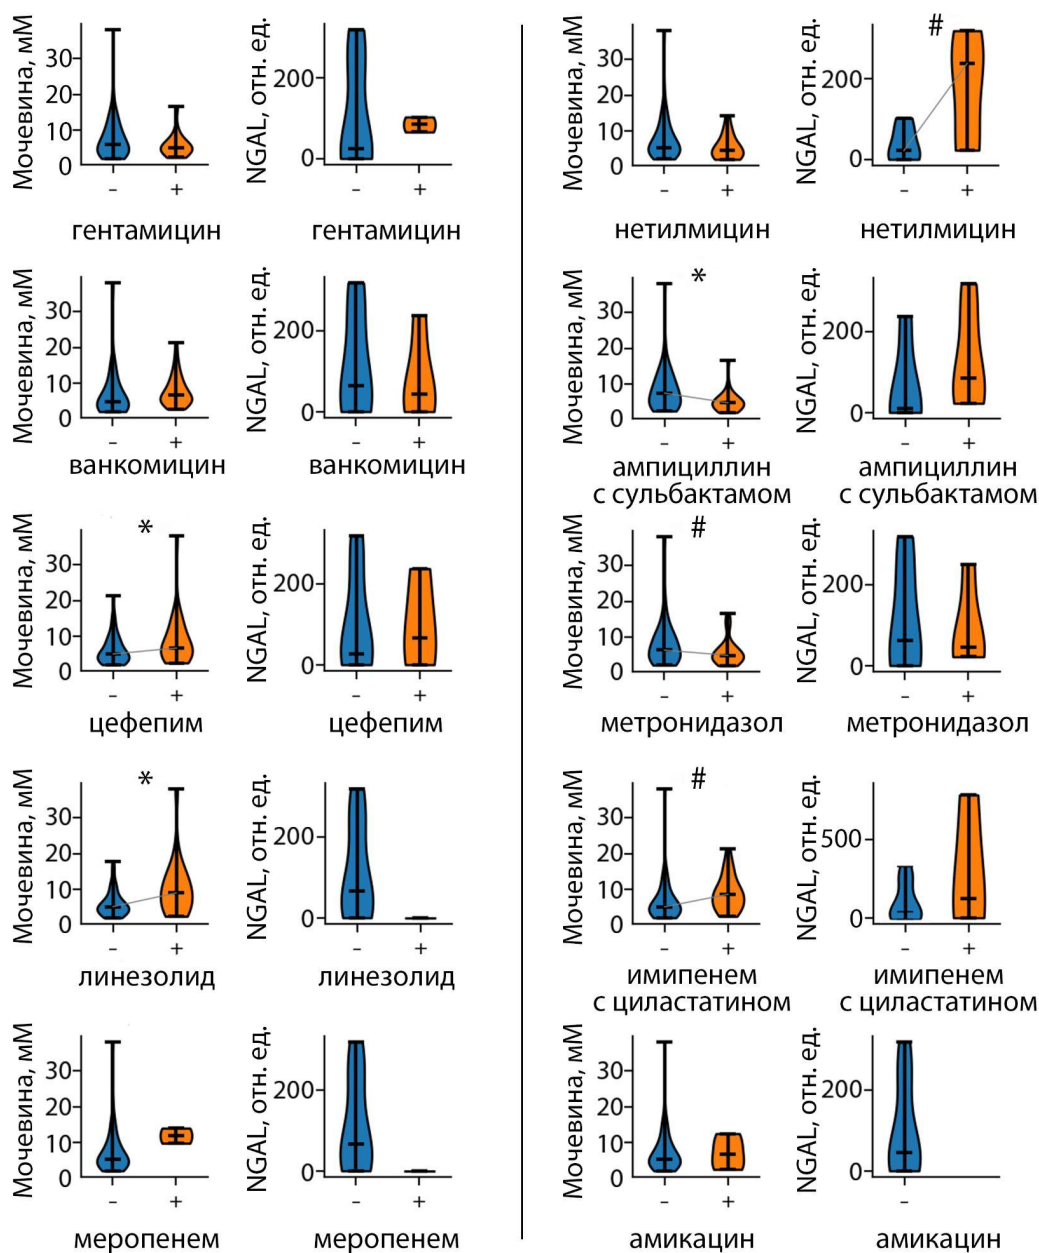 Мочевина, мМ
30
20
10
0
-
+
гентамицин
NGAL, отн. ед.
200
0
-
+
гентамицин
Мочевина, мМ
30
20
10
0
-
+
нетилмицин
NGAL, отн. ед.
200
0
#
-
+
нетилмицин
Мочевина, мМ
30
20
10
0
-
+
ванкомицин
NGAL, отн. ед.
200
0
-
+
ванкомицин
Мочевина, мМ
30
20
10
0
*
-
+
ампициллин
с сульбактамом
NGAL, отн. ед.
200
0
-
+
ампициллин
с сульбактамом
Мочевина, мМ
30
20
10
0
*
-
+
цефепим
NGAL, отн. ед.
200
0
-
+
цефепим
Мочевина, мМ
30
20
10
0
#
-
+
метронидазол
NGAL, отн. ед.
200
0
-
+
метронидазол
Мочевина, мМ
30
20
10
0
*
-
+
линезолид
NGAL, отн. ед.
200
0
-
+
линезолид
Мочевина, мМ
30
20
10
0
#
-
+
имипенем
с циластатином
NGAL, отн. ед.
500
0
-
+
имипенем
с циластатином
Мочевина, мМ
30
20
10
0
-
+
меропенем
NGAL, отн. ед.
200
0
-
+
меропенем
Мочевина, мМ
30
20
10
0
-
+
амикацин
NGAL, отн. ед.
200
0
-
амикацин